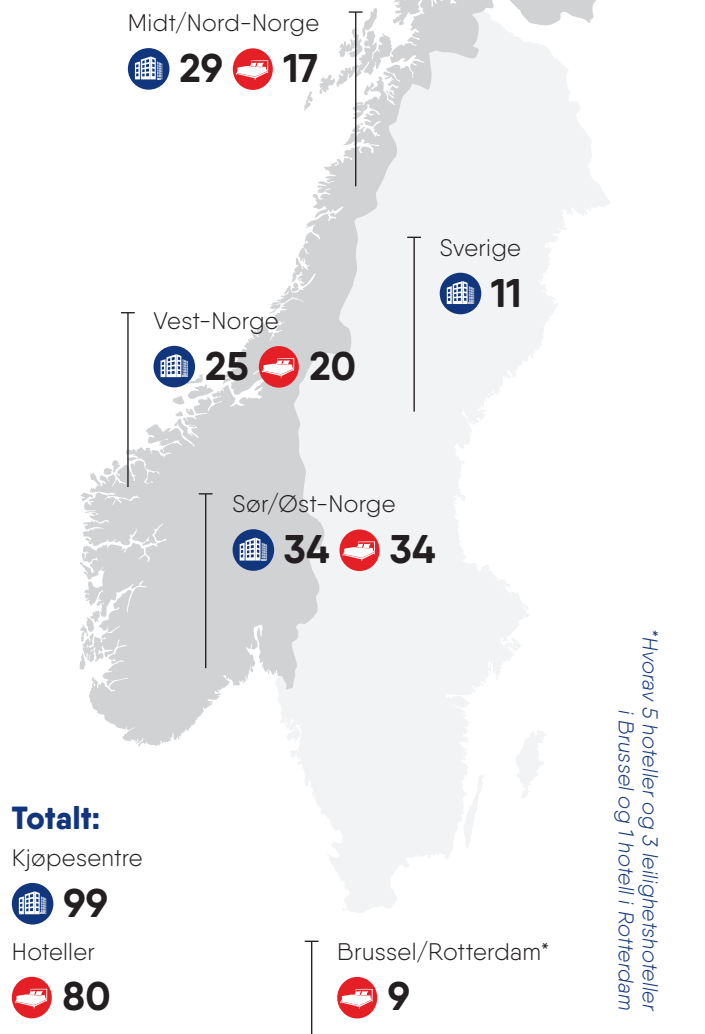 Midt/Nord-Norge
29 17
Sverige
11
Vest-Norge
25 20
Sør/Øst-Norge
34 34
*Hvorav 5 hoteller og 3 leilighetshoteller
i Brussel og 1 hotell i Rotterdam
Totalt:
Kjøpesentre
99
Hoteller
80
Brussel/Rotterdam*
9